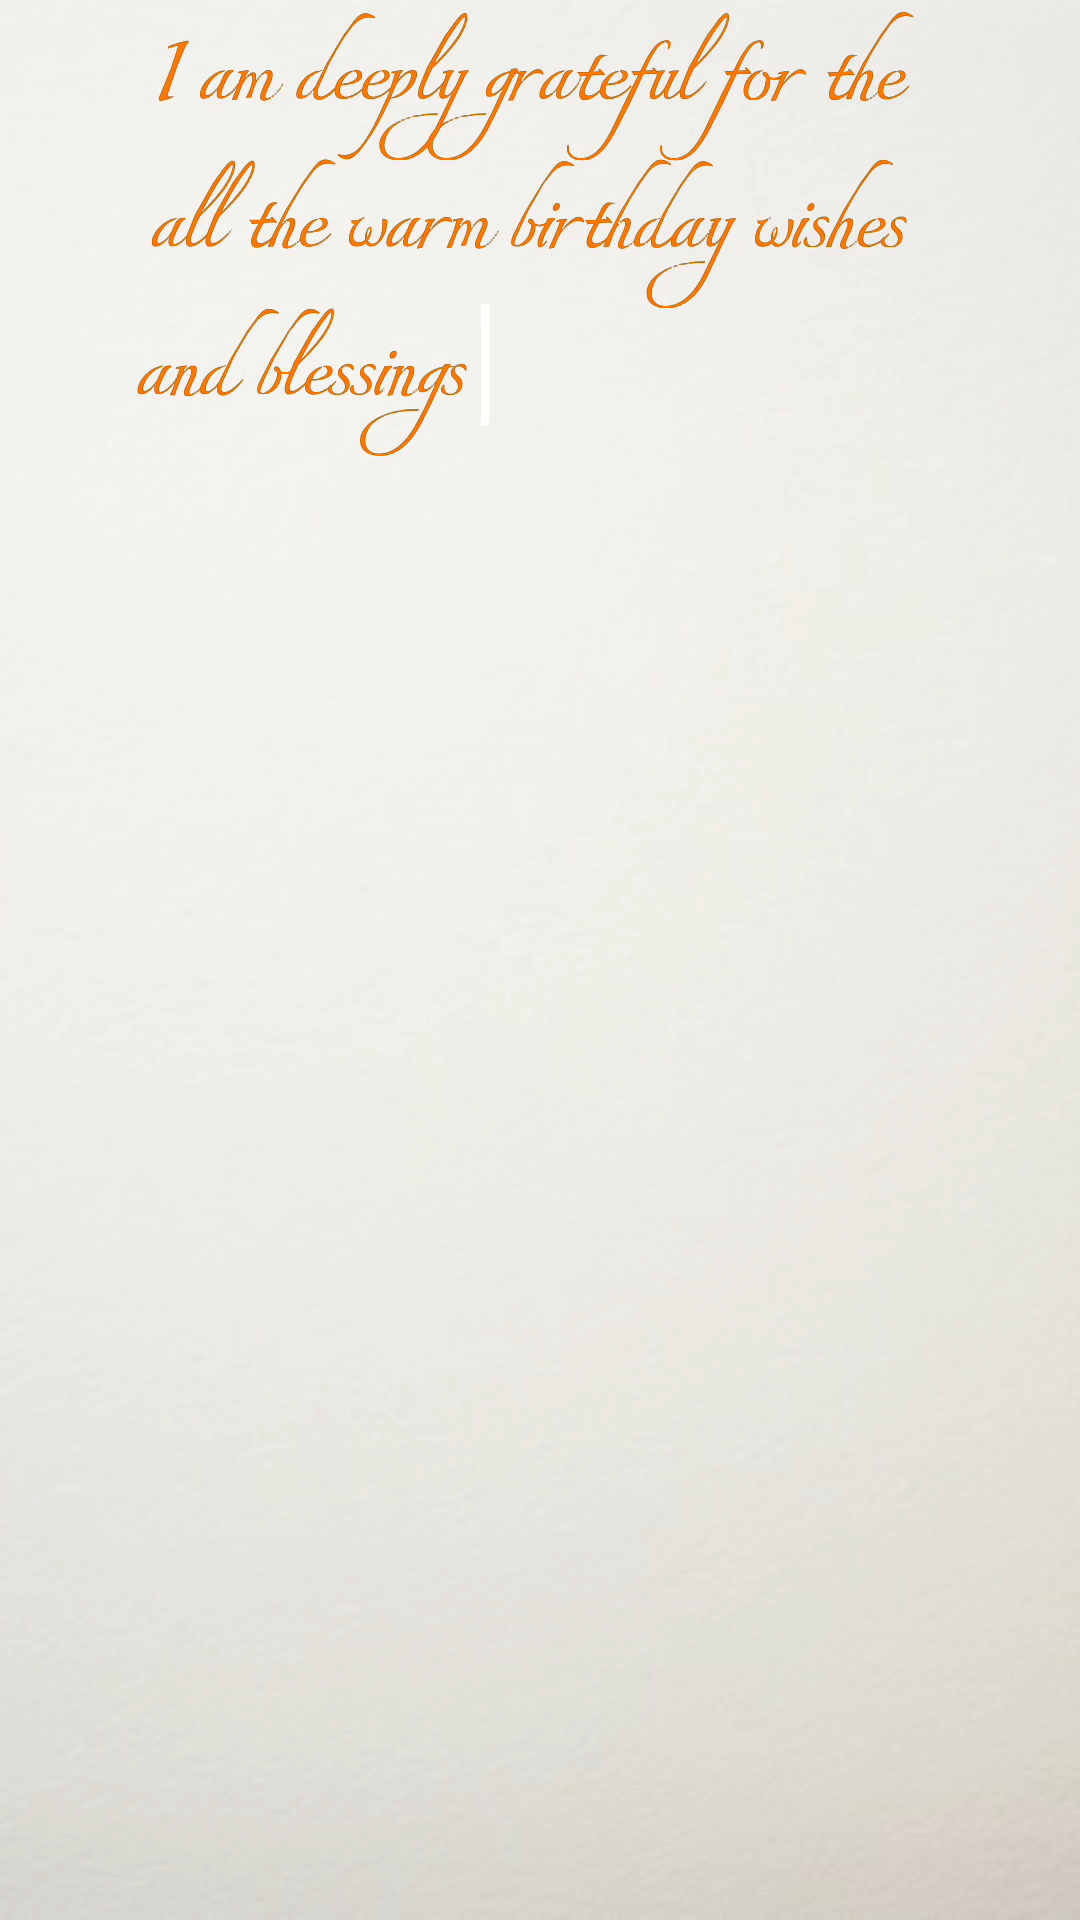 I am deeply grateful for the
all the warm birthday wishes
and blessings